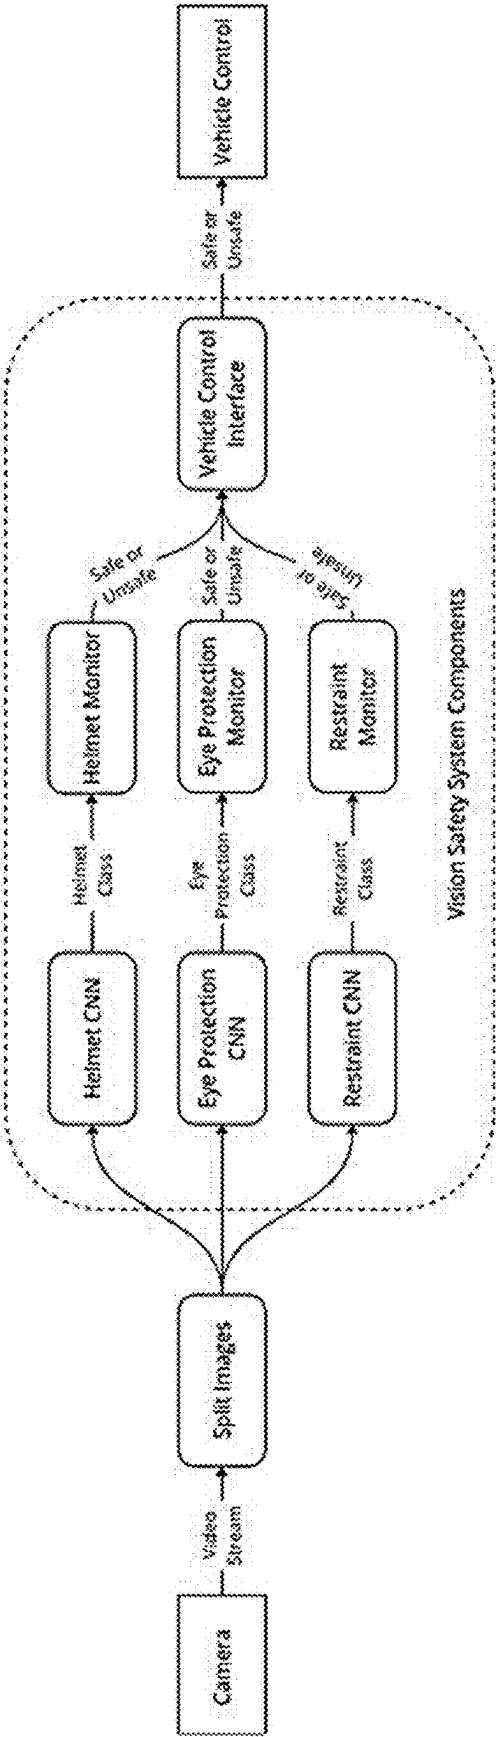 Camera
Video
Stream
Split Images
Helmet CNN
Eye Protection
CNN
Restraint CNN
Helmet
Class
Eye
Protection
Class
Restraint
Class
Helmet Monitor
Eye Protection
Monitor
Restraint
Monitor
Safe or
Unsafe
Safe or
Unsafe
Safe or
Unsafe
Vehicle Control
Interface
Safe or
Unsafe
Vehicle Control
Vision Safety System Components